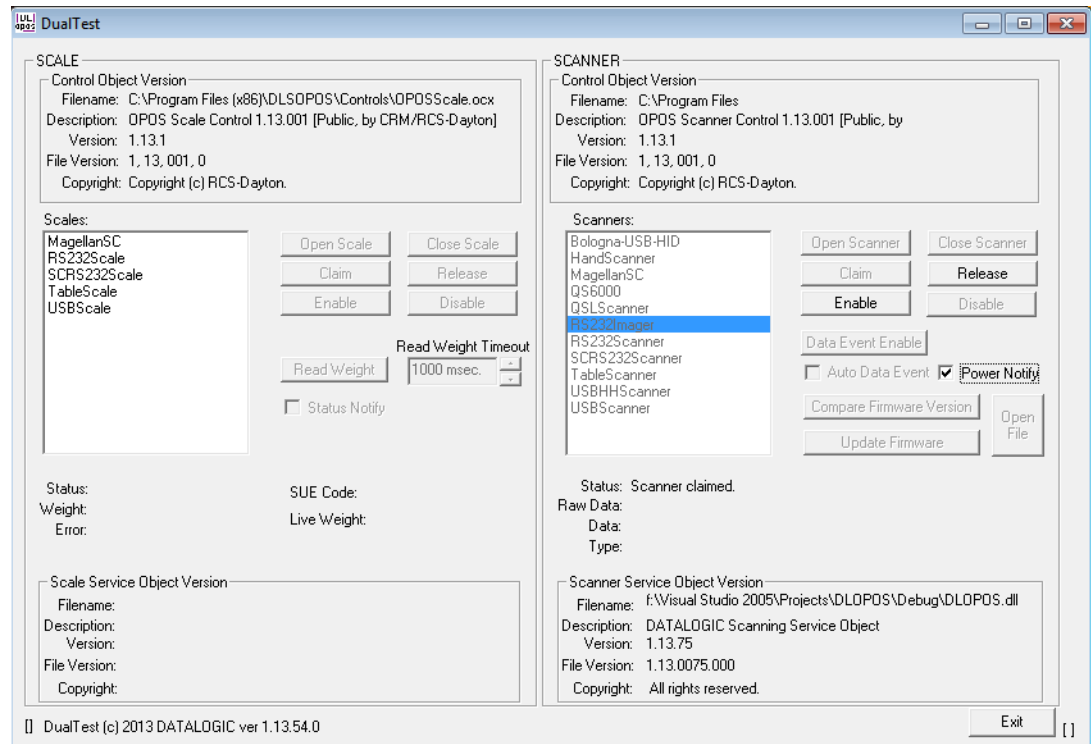 UL
opos DualTest
SCALE
Control Object Version
Filename: C:\Program Files (x86)\DLSOPOS\Controls\OPOSScale.ocx
Description: OPOS Scale Control 1.13.001 [Public, by CRM/RCS-Dayton]
Version: 1.13.1
File Version: 1, 13, 001, 0
Copyright: Copyright (c) RCS-Dayton.
Scales:
MagellanSC
RS232Scale
SCRS232Scale
TableScale
USBScale
Open Scale Close Scale
Claim Release
Enable Disable
Read Weight Timeout
Read Weight 1000 msec.
Status Notify
Status:
Weight:
Error:
SUE Code:
Live Weight:
Scale Service Object Version
Filename:
Description:
Version:
File Version:
Copyright:
SCANNER
Control Object Version
Filename: C:\Program Files
Description: OPOS Scanner Control 1.13.001 [Public, by
Version: 1.13.1
File Version: 1, 13, 001, 0
Copyright: Copyright (c) RCS-Dayton.
Scanners:
Bologna-USB-HID
HandScanner
MagellanSC
QS6000
QSLScanner
RS232Imager
RS232Scanner
SCRS232Scanner
TableScanner
USBHHScanner
USBScanner
Open Scanner Close Scanner
Claim Release
Enable Disable
Data Event Enable
Auto Data Event Power Notify
Compare Firmware Version
Update Firmware
Open
File
Status: Scanner claimed.
Raw Data:
Data:
Type:
Scanner Service Object Version
Filename: f:\Visual Studio 2005\Projects\DLOPOS\Debug\DLOPOS.dll
Description: DATALOGIC Scanning Service Object
Version: 1.13.75
File Version: 1.13.0075.000
Copyright: All rights reserved.
[] DualTest (c) 2013 DATALOGIC ver 1.13.54.0
Exit
[ ]